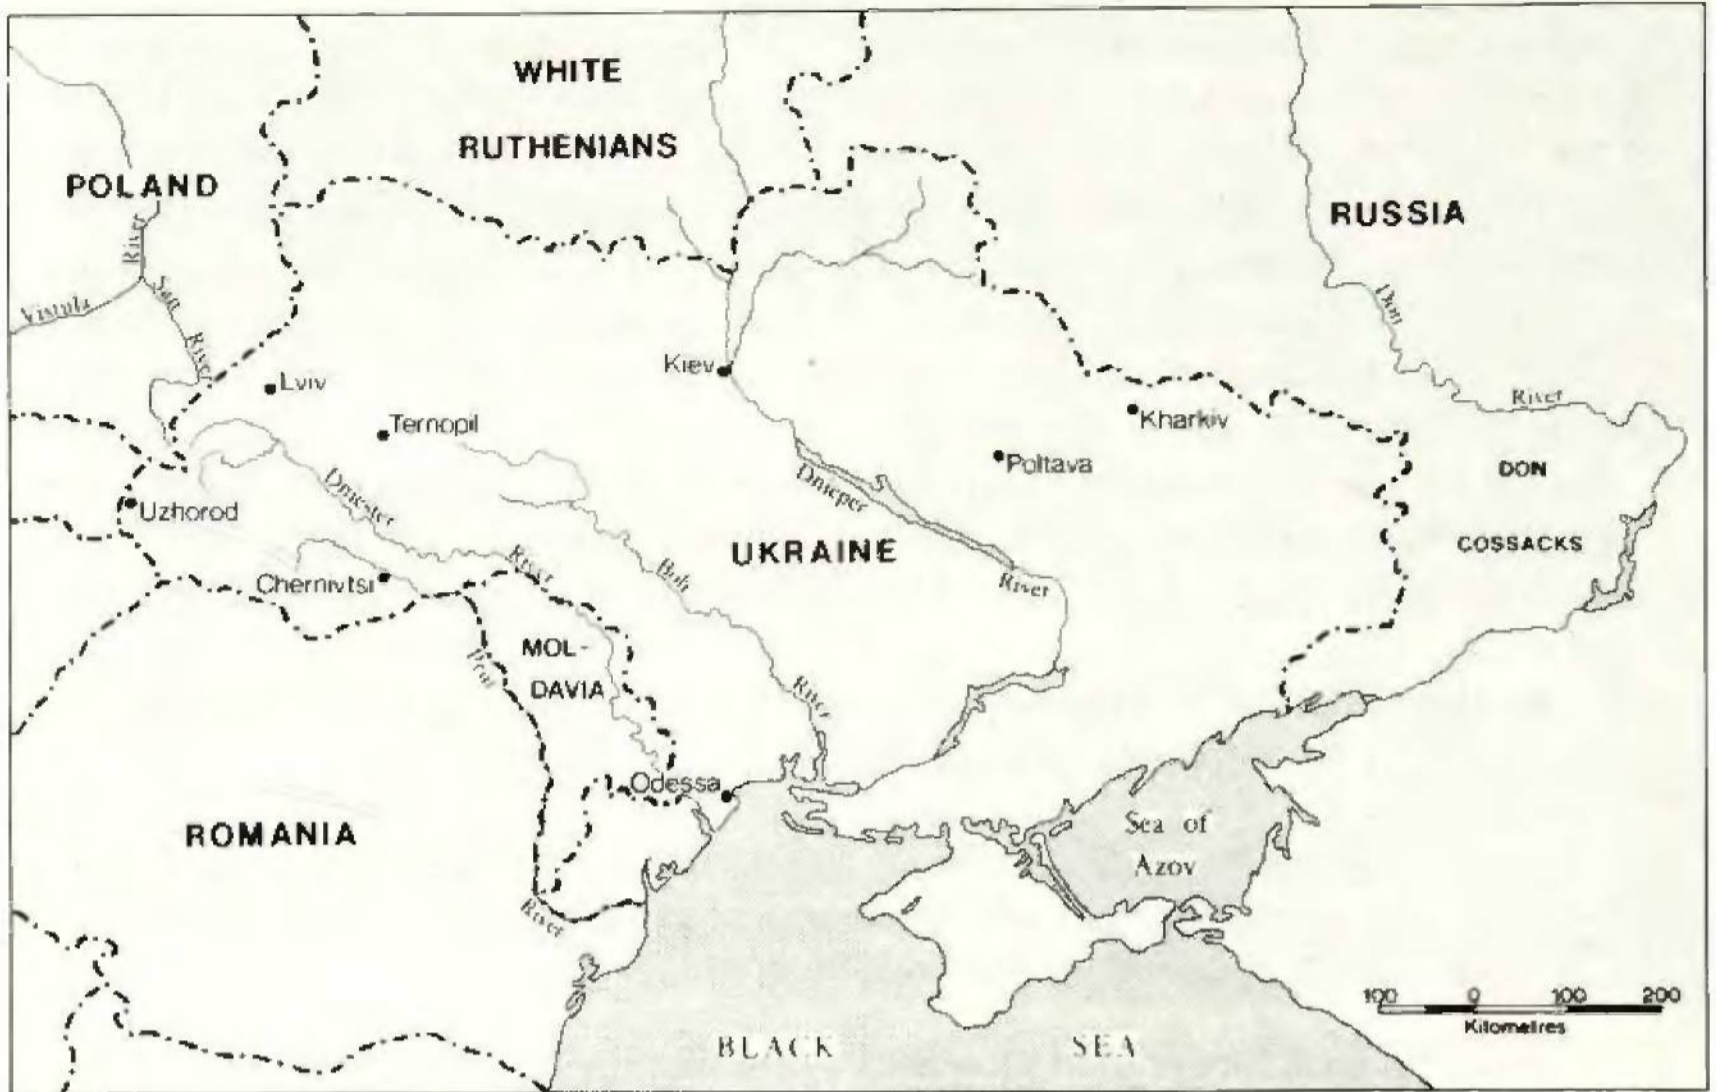 WHITE
RUTHENIANS
POLAND
RUSSIA
River
Vistula
San
River
Don
River
Kiev
Lviv
Ternopil
Kharkiv
Poltava
DON
COSSACKS
Dnieper
River
Uzhorod
Dniester
River
UKRAINE
Boh
River
Chernivtsi
MOL-
DAVIA
Prut
River
Odessa
ROMANIA
Sea of
Azov
BLACK SEA
100 0 100 200
Kilometres